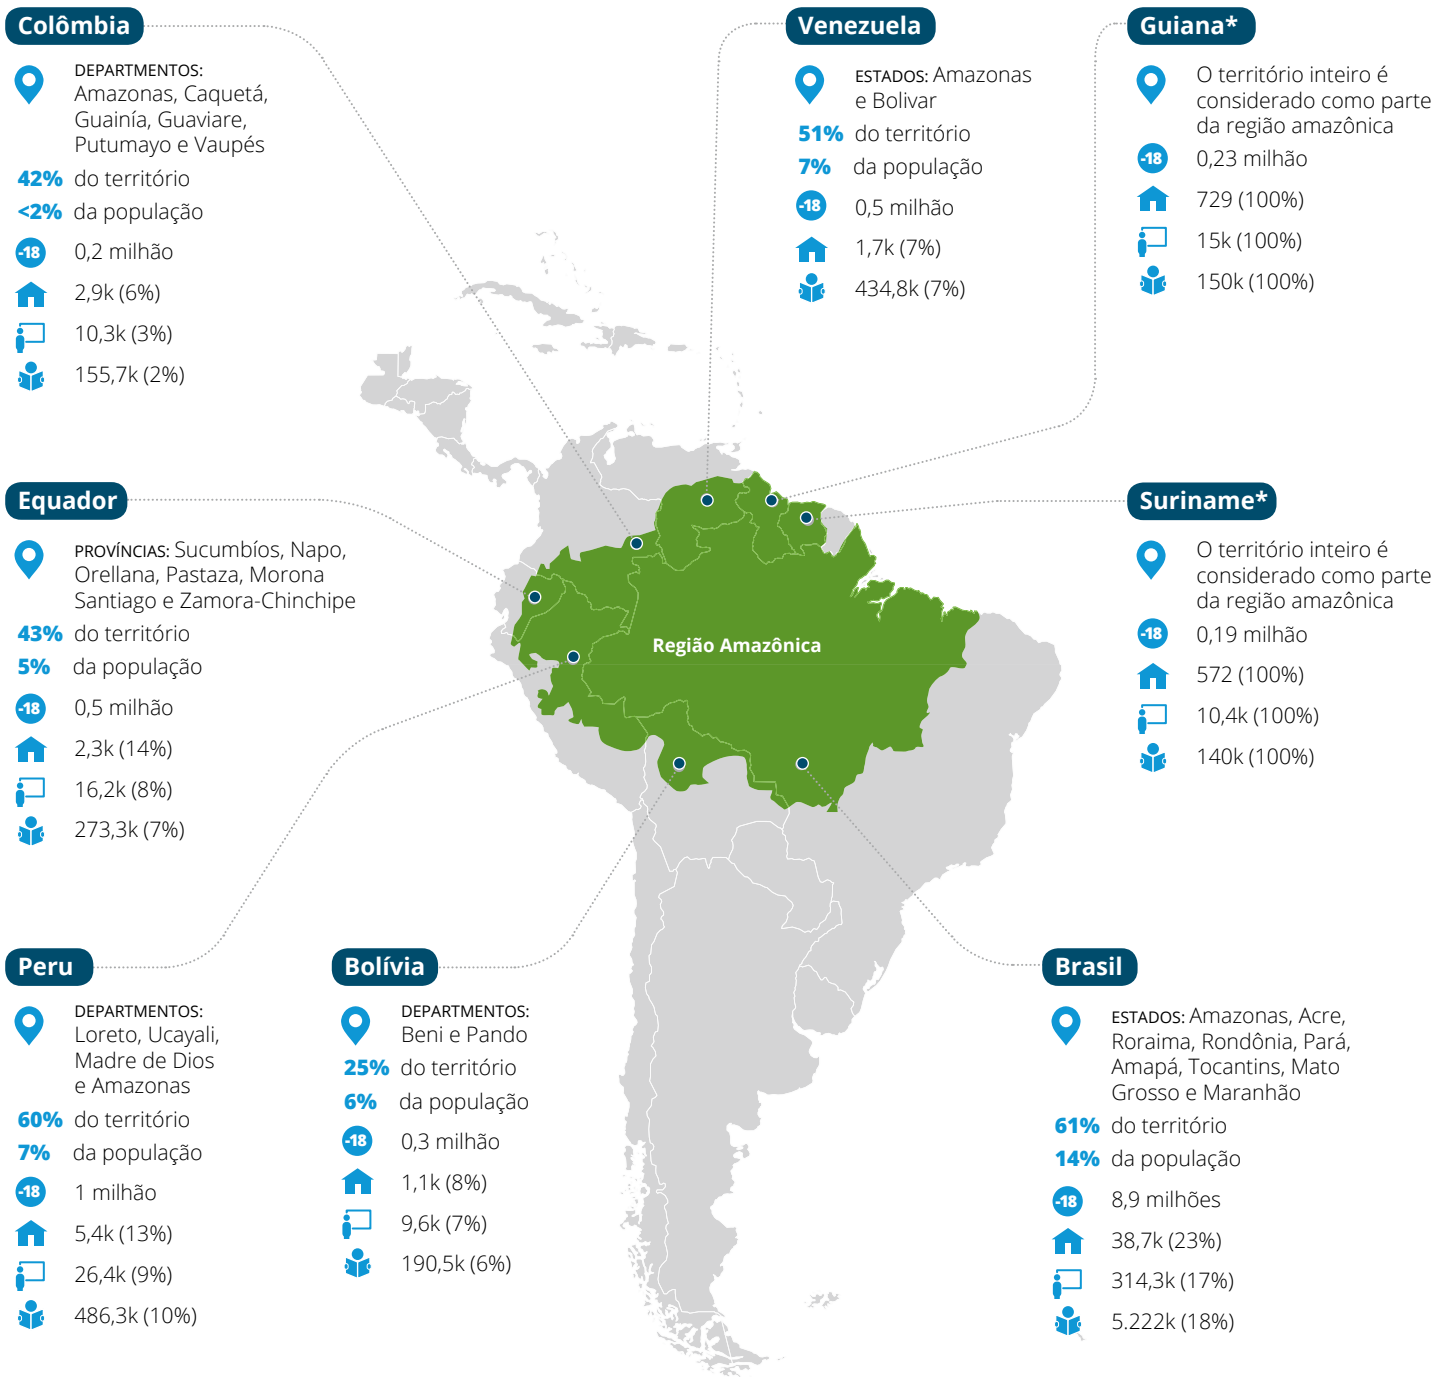 Colômbia
DEPARTMENTOS:
Amazonas, Caquetá,
Guainía, Guaviare,
Putumayo e Vaupés
42% do território
<2% da população
-18 0,2 milhão
2,9k (6%)
10,3k (3%)
155,7k (2%)
Venezuela
ESTADOS: Amazonas
e Bolivar
51% do território
7% da população
-18 0,5 milhão
1,7k (7%)
434,8k (7%)
Guiana*
O território inteiro é
considerado como parte
da região amazônica
-18 0,23 milhão
729 (100%)
15k (100%)
150k (100%)
Equador
PROVÍNCIAS: Sucumbíos, Napo,
Orellana, Pastaza, Morona
Santiago e Zamora-Chinchipe
43% do território
5% da população
-18 0,5 milhão
2,3k (14%)
16,2k (8%)
273,3k (7%)
Região Amazônica
Suriname*
O território inteiro é
considerado como parte
da região amazônica
-18 0,19 milhão
572 (100%)
10,4k (100%)
140k (100%)
Peru
DEPARTMENTOS:
Loreto, Ucayali,
Madre de Dios
e Amazonas
60% do território
7% da população
-18 1 milhão
5,4k (13%)
26,4k (9%)
486,3k (10%)
Bolívia
DEPARTMENTOS:
Beni e Pando
25% do território
6% da população
-18 0,3 milhão
1,1k (8%)
9,6k (7%)
190,5k (6%)
Brasil
ESTADOS: Amazonas, Acre,
Roraima, Rondônia, Pará,
Amapá, Tocantins, Mato
Grosso e Maranhão
61% do território
14% da população
-18 8,9 milhões
38,7k (23%)
314,3k (17%)
5.222k (18%)